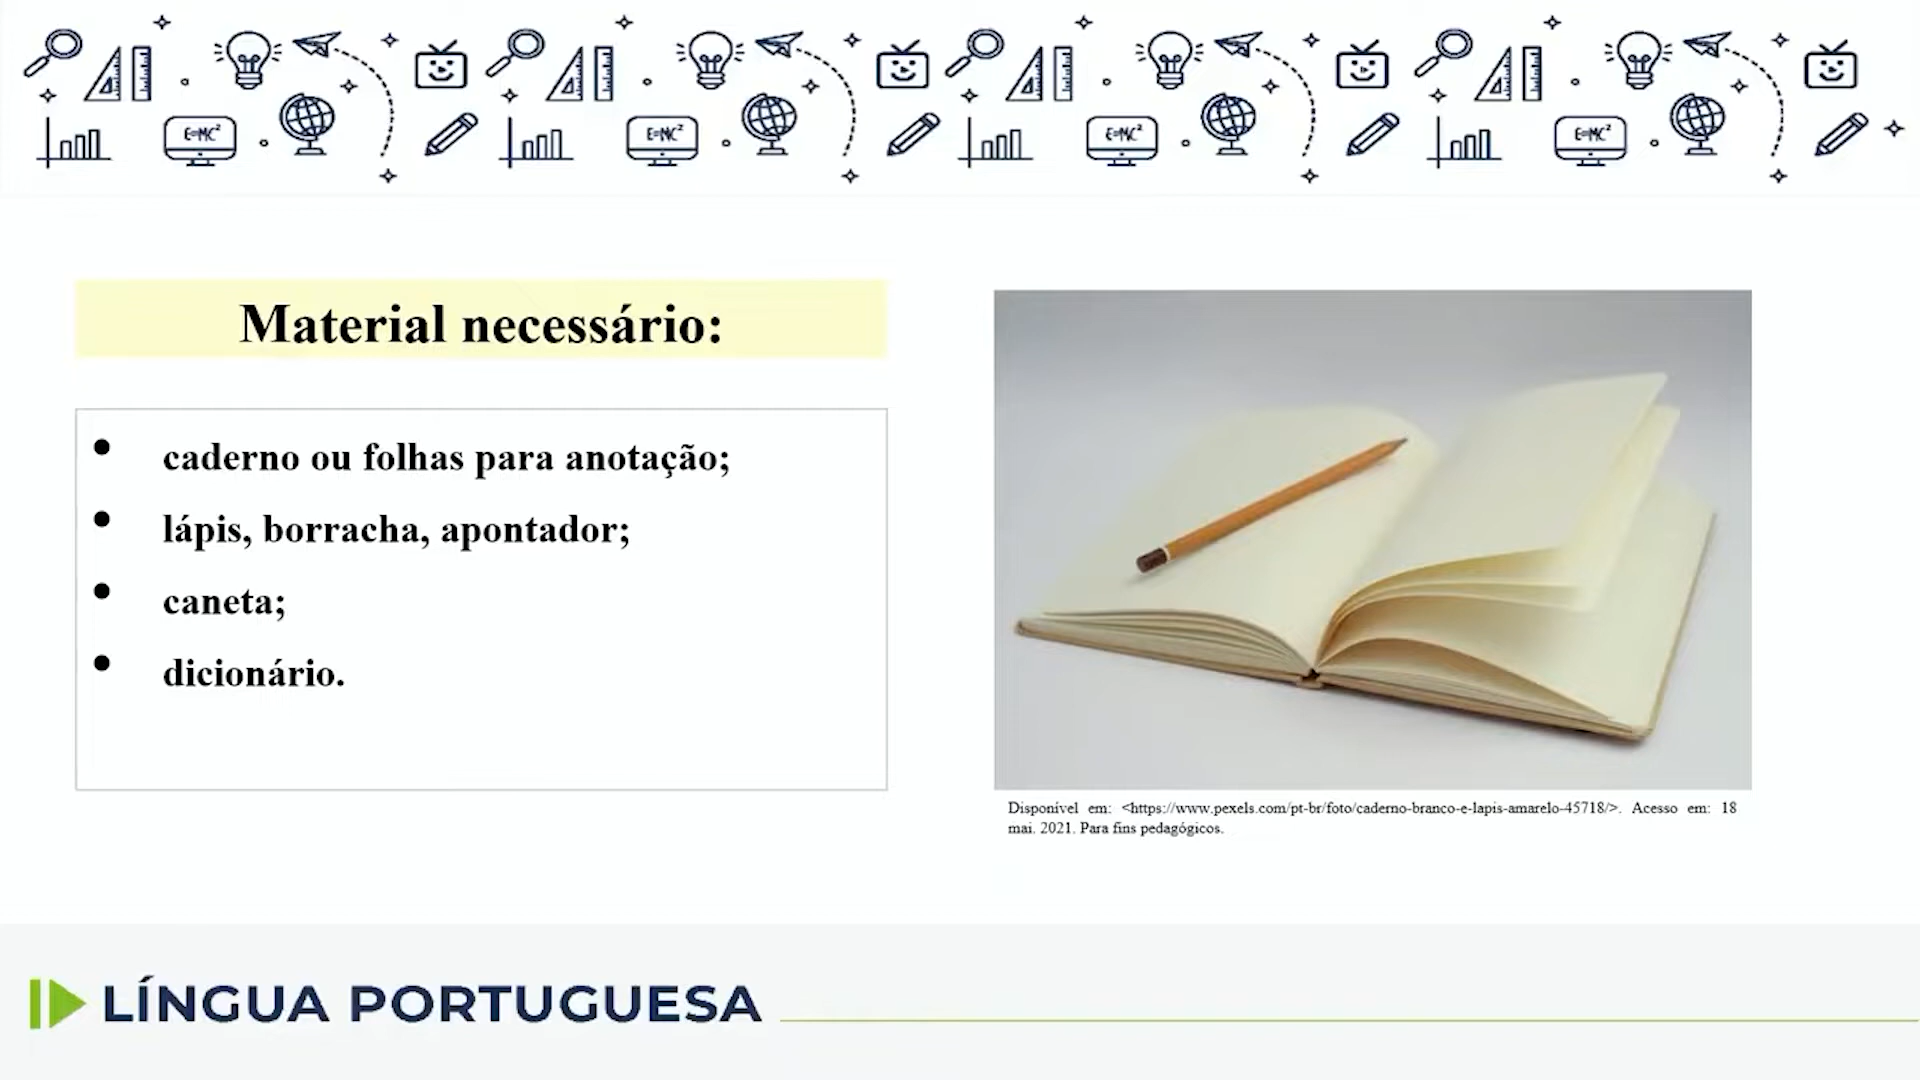 E=MC²
E=MC²
E=MC²
E=MC²
Material necessário:
• caderno ou folhas para anotação;
• lápis, borracha, apontador;
• caneta;
• dicionário.
Disponível em: <https://www.pexels.com/pt-br/foto/caderno-branco-e-lapis-amarelo-45718/>. Acesso em: 18
mai. 2021. Para fins pedagógicos.
LÍNGUA PORTUGUESA